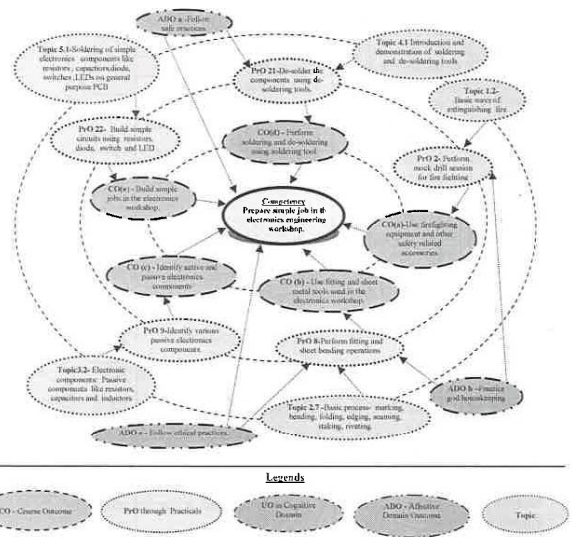 ADO a -Follow
safe practices
Topic 5.1-Soldering of simple
electronics components like
resistors , capacitors,diode,
switches ,LEDs on general
purpose PCB
PrO 21-De-solder the
components using de-
soldering tools.
Topic 4.1 Introduction and
demonstration of soldering
and de-soldering tools
Topic 1.2-
Basic ways of
extinguishing fire
PrO 22- Build simple
circuits using resistors,
diode, switch and LED
CO(d) - Perform
soldering and de-soldering
using soldering tool
PrO 2- Perform
mock drill session
for fire fighting
CO(e) - Build simple
jobs in the electronics
workshop.
Competency
Prepare simple job in th
electronics engineering
workshop.
CO(a)-Use firefighting
equipment and other
safety related
accessories.
CO (c) - Identify active and
passive electronics
components
CO (b) - Use fitting and sheet
metal tools used in the
electronics workshop.
PrO 9-Identify various
passive electronics
components.
PrO 8-Perform fitting and
sheet bending operations
Topic3.2- Electronic
components: Passive
components like resistors,
capacitors and inductors
Topic 2.7 -Basic process- marking,
bending, folding, edging, seaming,
staking, riveting.
ADO b -Practice
god housekeeping
ADO c - Follow ethical practices.
Legends
CO - Course Outcome
PrO through Practicals
UO in Cognitive
Domain
ADO - Affective
Domain Outcome
Topic